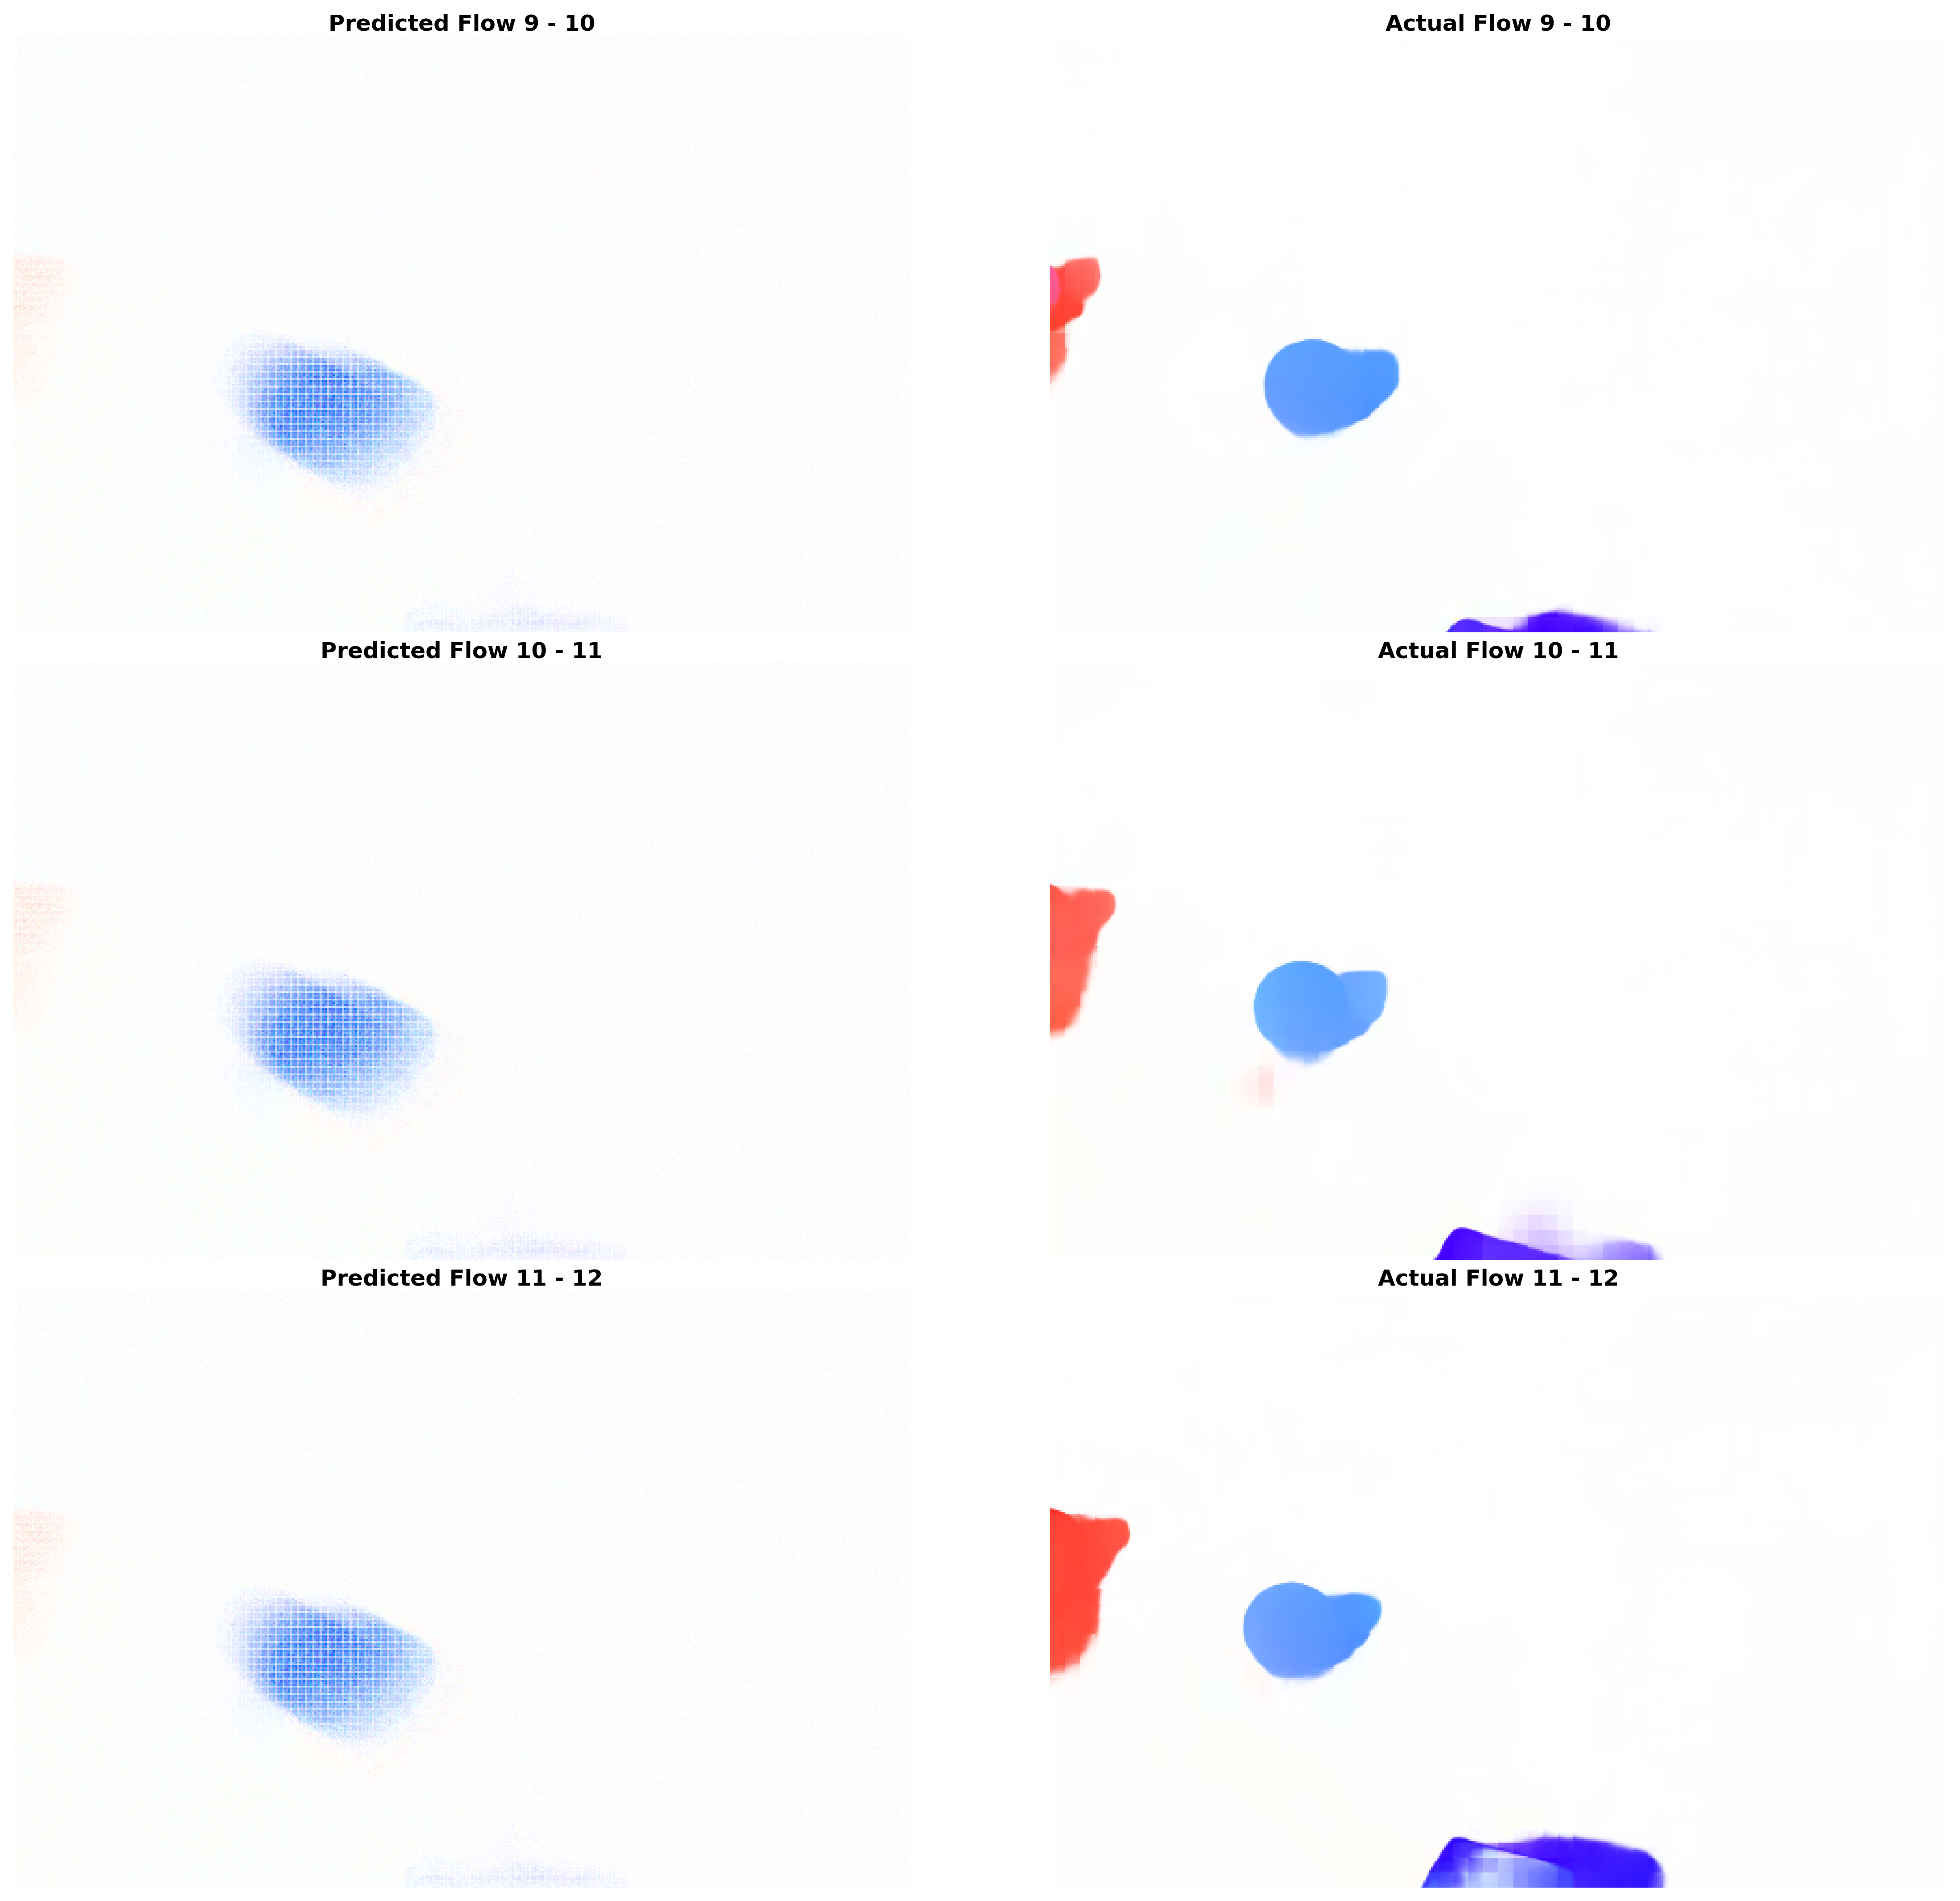 Predicted Flow 9 - 10
Actual Flow 9 - 10
Predicted Flow 10 - 11
Actual Flow 10 - 11
Predicted Flow 11 - 12
Actual Flow 11 - 12